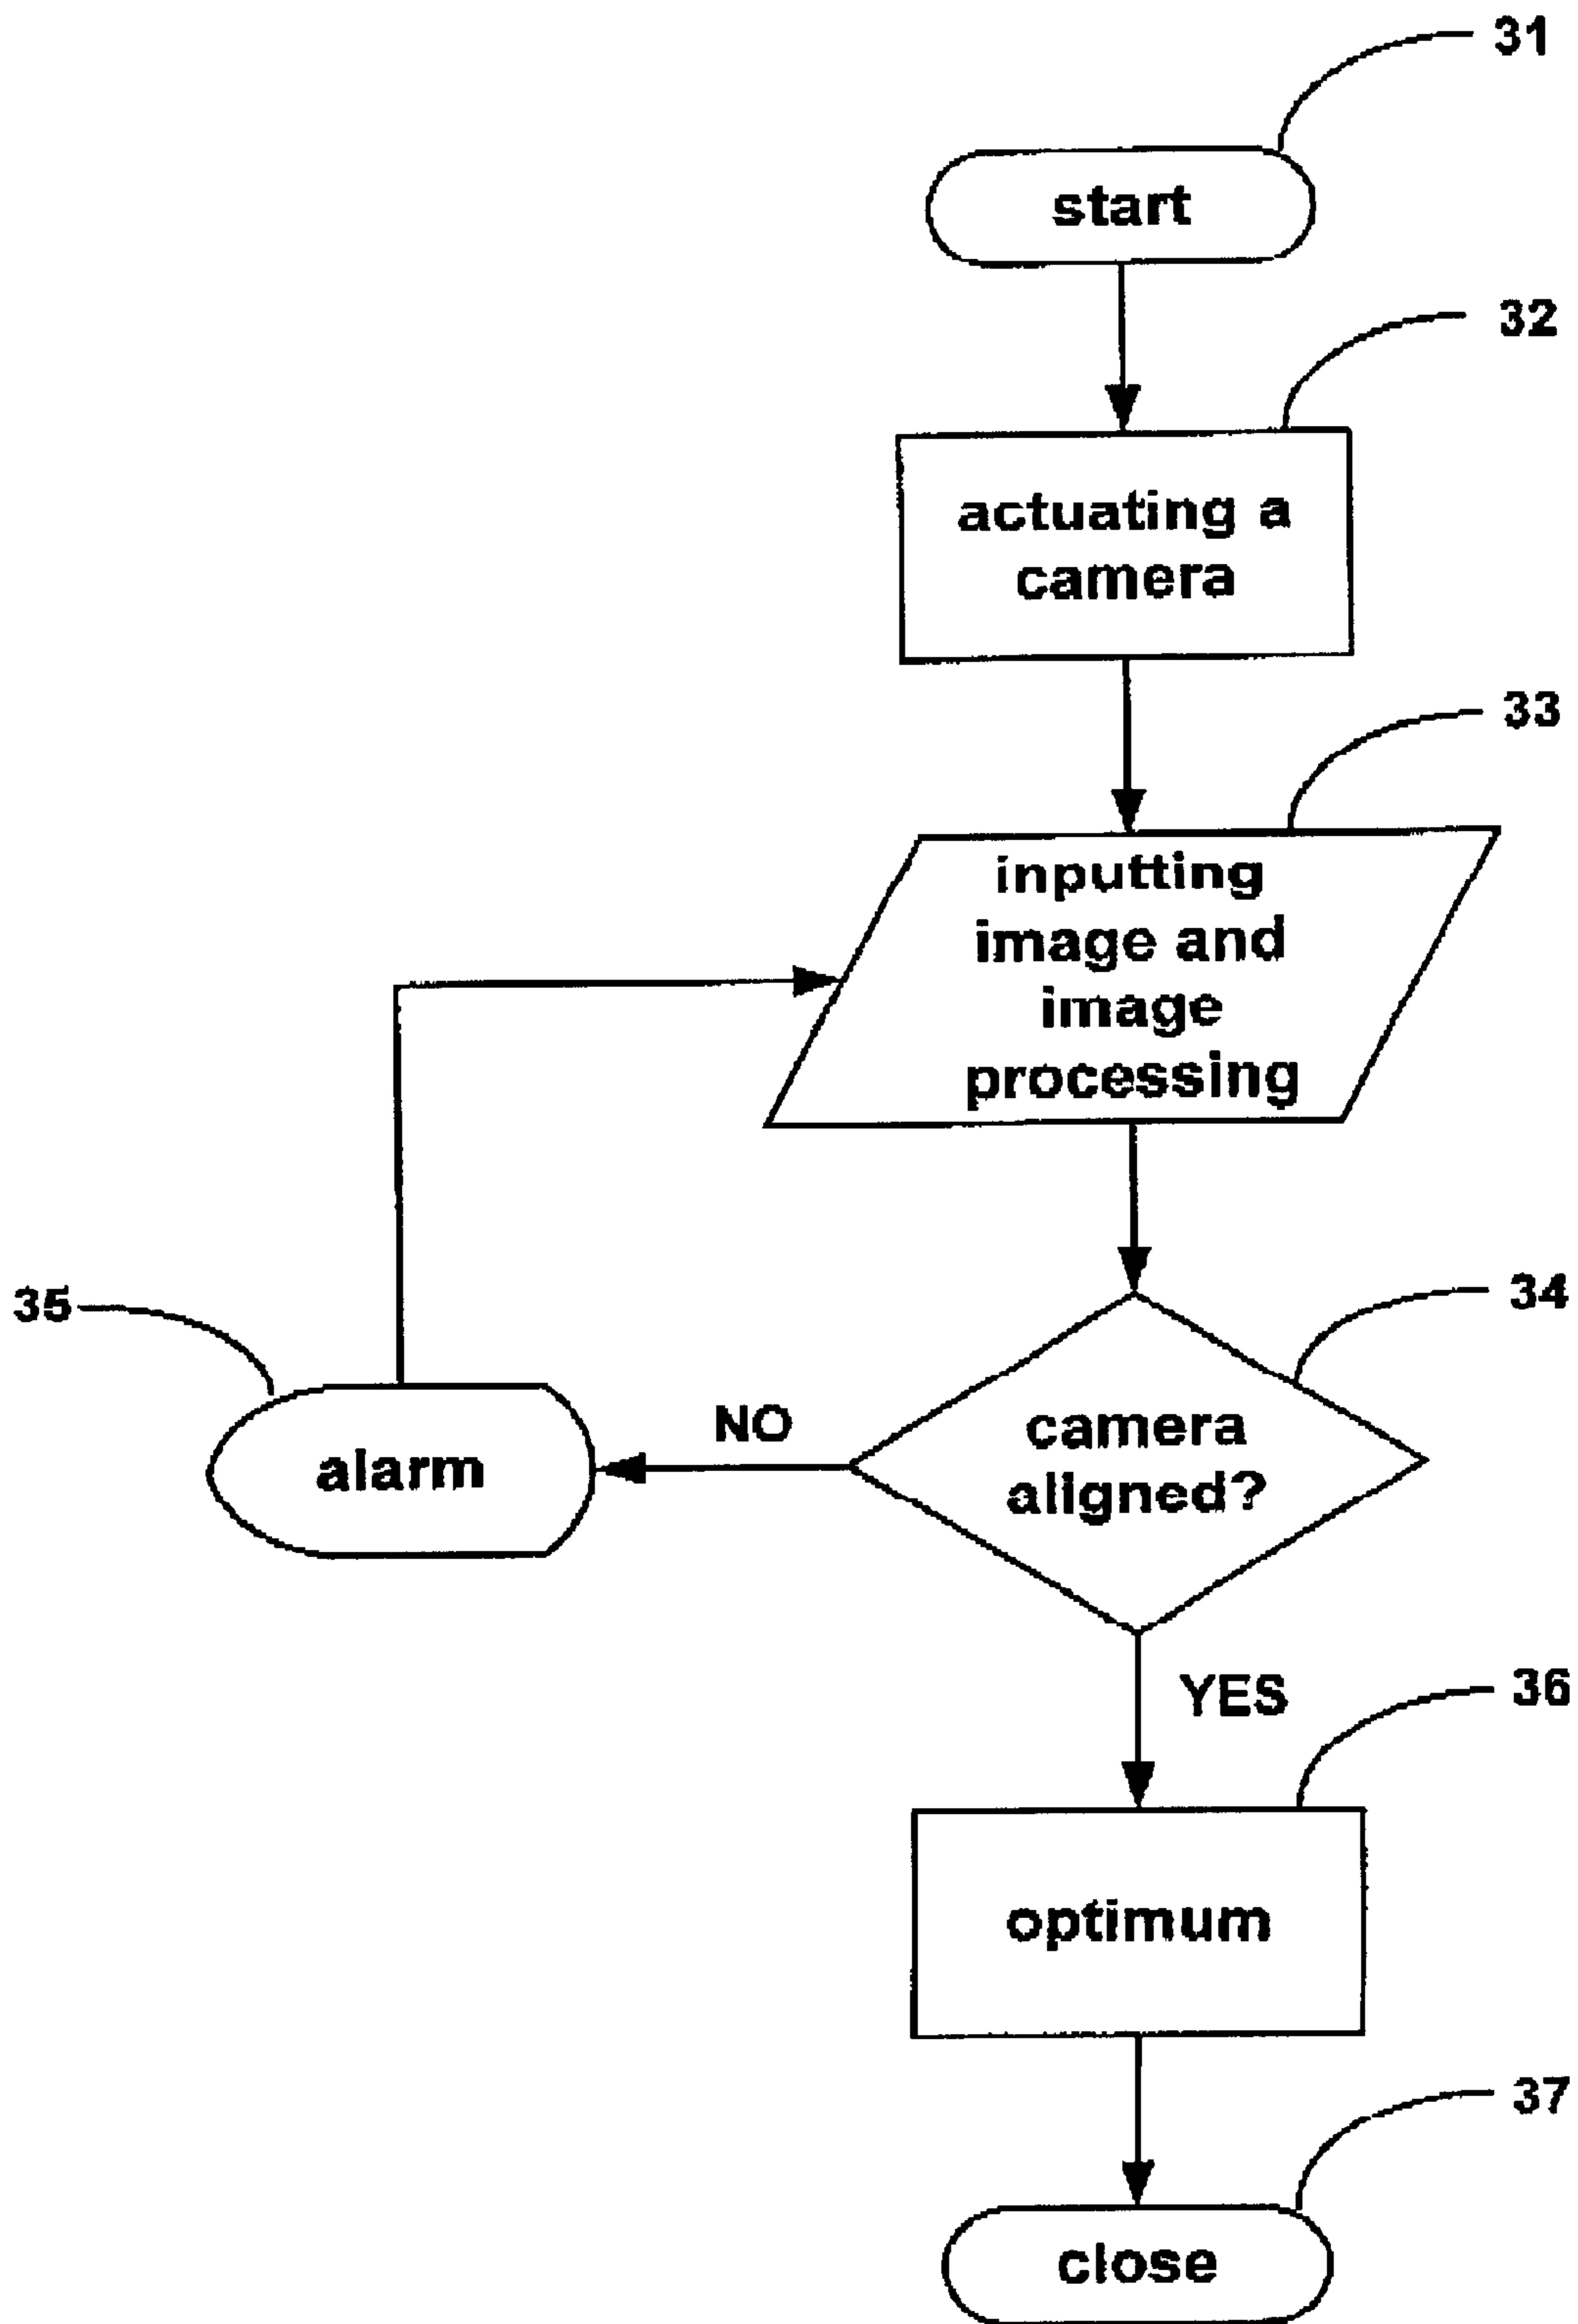 31
start
32
actuating a
camera
33
inputting
image and
image
processing
34
camera
aligned?
35
NO
alarm
YES
36
optimum
37
close